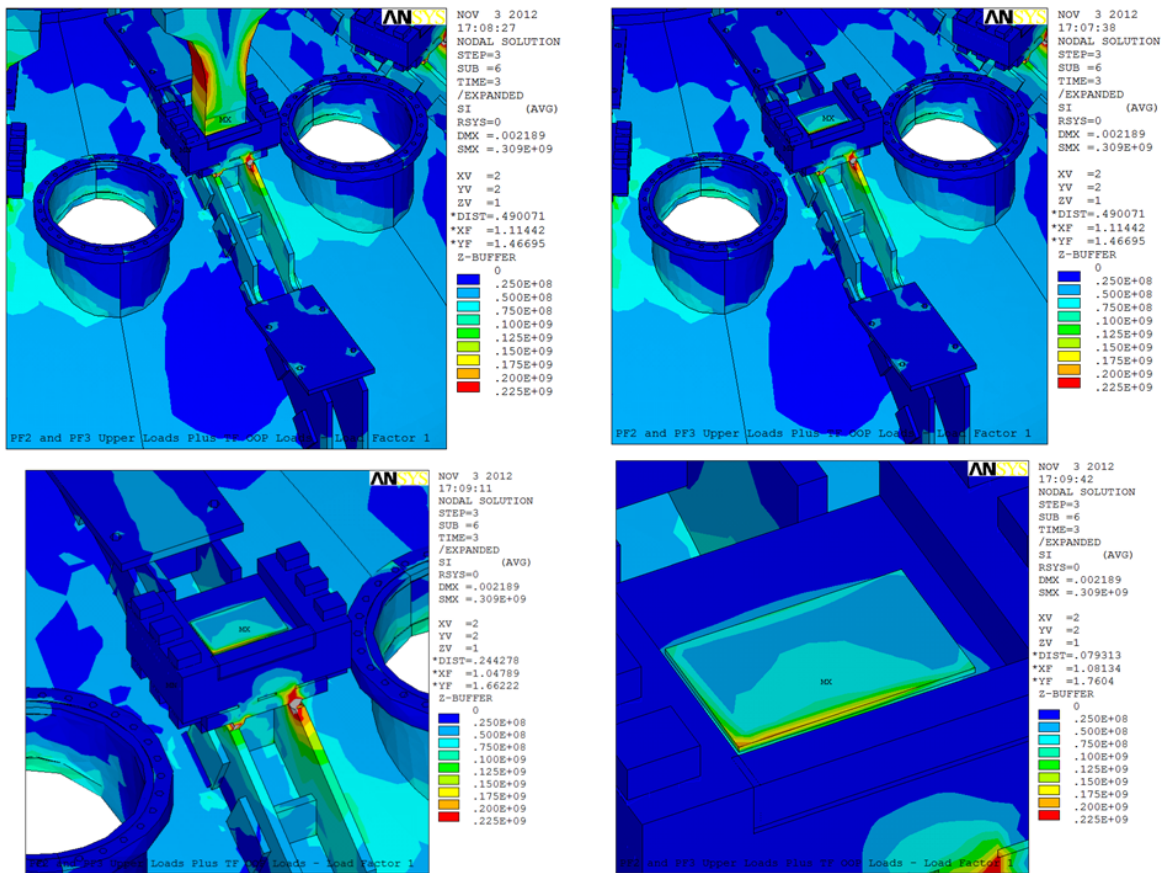 ANSYS
NOV 3 2012
17:08:27
NODAL SOLUTION
STEP=3
SUB =6
TIME=3
/EXPANDED
SI (AVG)
RSYS=0
DMX =.002189
SMX =.309E+09
XV =2
YV =2
ZV =1
*DIST=.490071
*XF =1.11442
*YF =1.46695
Z-BUFFER
0
.250E+08
.500E+08
.750E+08
.100E+09
.125E+09
.150E+09
.175E+09
.200E+09
.225E+09
MX
PF2 and PF3 Upper Loads Plus TF OOP Loads - Load Factor 1
ANSYS
NOV 3 2012
17:07:38
NODAL SOLUTION
STEP=3
SUB =6
TIME=3
/EXPANDED
SI (AVG)
RSYS=0
DMX =.002189
SMX =.309E+09
XV =2
YV =2
ZV =1
*DIST=.490071
*XF =1.11442
*YF =1.46695
Z-BUFFER
0
.250E+08
.500E+08
.750E+08
.100E+09
.125E+09
.150E+09
.175E+09
.200E+09
.225E+09
MX
PF2 and PF3 Upper Loads Plus TF OOP Loads - Load Factor 1
ANSYS
NOV 3 2012
17:09:11
NODAL SOLUTION
STEP=3
SUB =6
TIME=3
/EXPANDED
SI (AVG)
RSYS=0
DMX =.002189
SMX =.309E+09
XV =2
YV =2
ZV =1
*DIST=.244278
*XF =1.04789
*YF =1.66222
Z-BUFFER
0
.250E+08
.500E+08
.750E+08
.100E+09
.125E+09
.150E+09
.175E+09
.200E+09
.225E+09
MX
Upper Loads Plus TF OOP Loads - Load Factor 1
ANSYS
NOV 3 2012
17:09:42
NODAL SOLUTION
STEP=3
SUB =6
TIME=3
/EXPANDED
SI (AVG)
RSYS=0
DMX =.002189
SMX =.309E+09
XV =2
YV =2
ZV =1
*DIST=.079313
*XF =1.08134
*YF =1.7604
Z-BUFFER
0
.250E+08
.500E+08
.750E+08
.100E+09
.125E+09
.150E+09
.175E+09
.200E+09
.225E+09
MX
PF2 and PF3 Upper Loads Plus TF OOP Loads - Load Factor 1